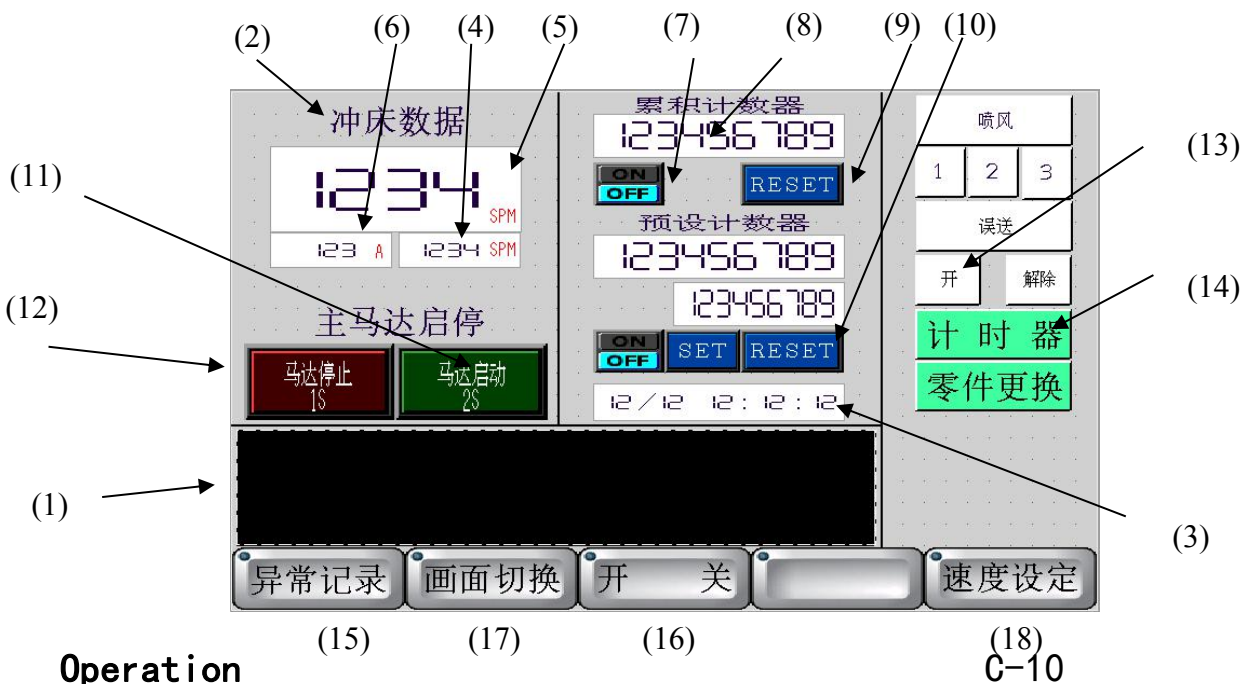 (2) (6) (4) (5) (7) (8) (9) (10)
冲床数据
1234 SPM
123 A 1234 SPM
(11)
主马达启停
(12)
马达停止
1S
马达启动
2S
累积计数器
123456789
ON
OFF
RESET
预设计数器
123456789
123456789
ON
OFF
SET
RESET
12/12 12:12:12
喷风
1 2 3
误送
开 解除
计 时 器
零件更换
(13)
(14)
(1)
(3)
异常记录 画面切换 开 关 速度设定
(15) (17) (16) (18)
Operation C-10